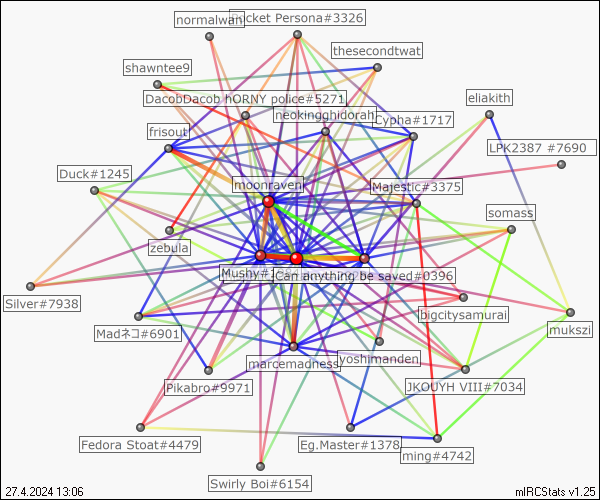 normalwan
Pocket Persona#3326
thesecondtwat
shawntee9
DacobDacob hORNY police#5271
eliakith
neokingghidorah
Cypha#1717
frisout
LPK2387 #7690
Duck#1245
moonraven
Majestic#3375
somass
zebula
Mushy#
Can anything be saved#0396
Silver#7938
bigcitysamurai
Madネコ#6901
mukszi
yoshimanden
marcemadness
Pikabro#9971
JKOUYH VIII#7034
Fedora Stoat#4479
Eg.Master#1378
ming#4742
Swirly Boi#6154
27.4.2024 13:06
mIRCStats v1.25